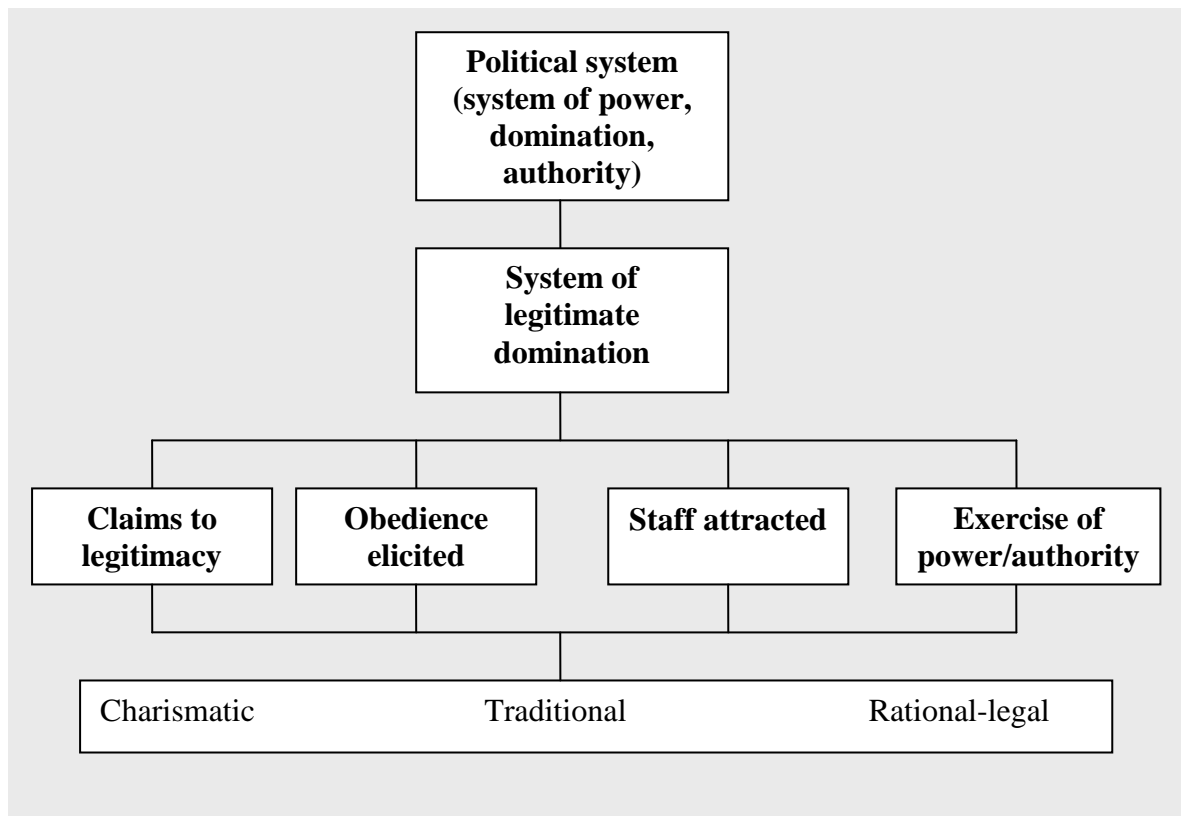 Political system
(system of power,
domination,
authority)
System of
legitimate
domination
Claims to
legitimacy
Obedience
elicited
Staff attracted
Exercise of
power/authority
Charismatic Traditional Rational-legal